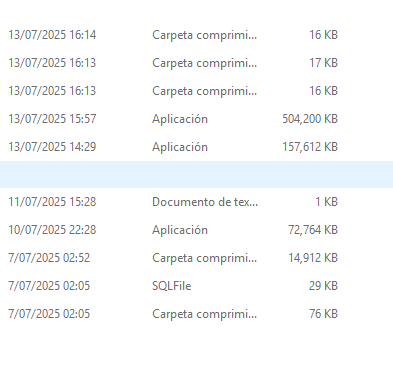 13/07/2025 16:14 Carpeta comprimi... 16 KB
13/07/2025 16:13 Carpeta comprimi... 17 KB
13/07/2025 16:13 Carpeta comprimi... 16 KB
13/07/2025 15:57 Aplicación 504,200 KB
13/07/2025 14:29 Aplicación 157,612 KB
11/07/2025 15:28 Documento de tex... 1 KB
10/07/2025 22:28 Aplicación 72,764 KB
7/07/2025 02:52 Carpeta comprimi... 14,912 KB
7/07/2025 02:05 SQLFile 29 KB
7/07/2025 02:05 Carpeta comprimi... 76 KB